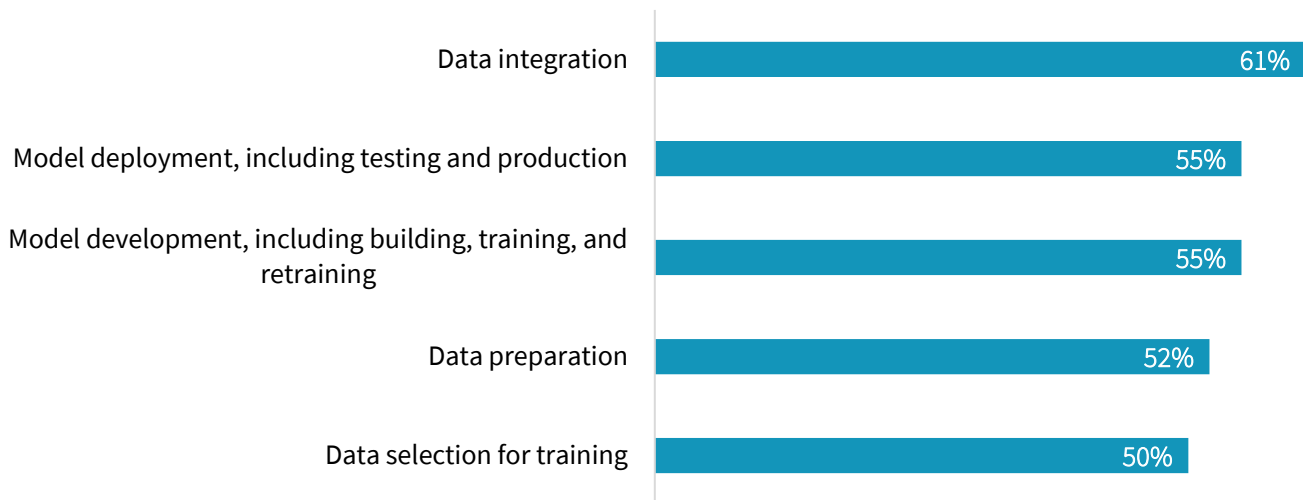 Data integration
61%
Model deployment, including testing and production
55%
Model development, including building, training, and
retraining
55%
Data preparation
52%
Data selection for training
50%